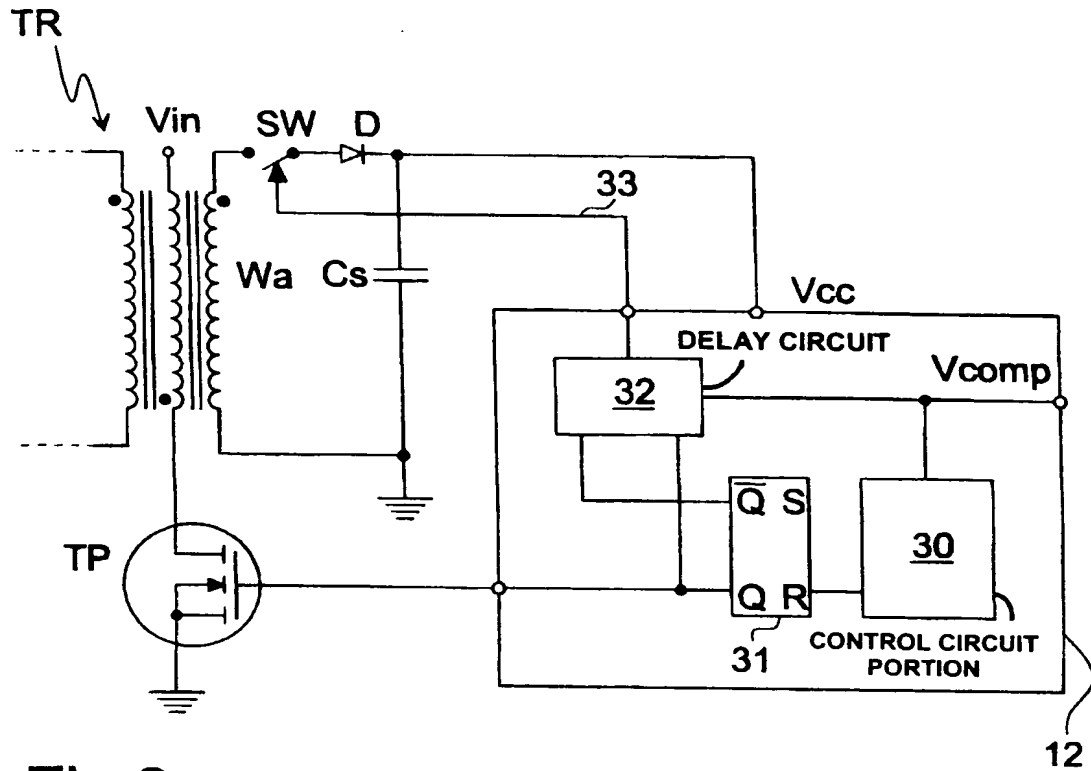 TR
Vin
SW
D
33
Wa
Cs
Vcc
DELAY CIRCUIT
Vcomp
32
Q S
30
TP
Q R
31
CONTROL CIRCUIT
PORTION
12